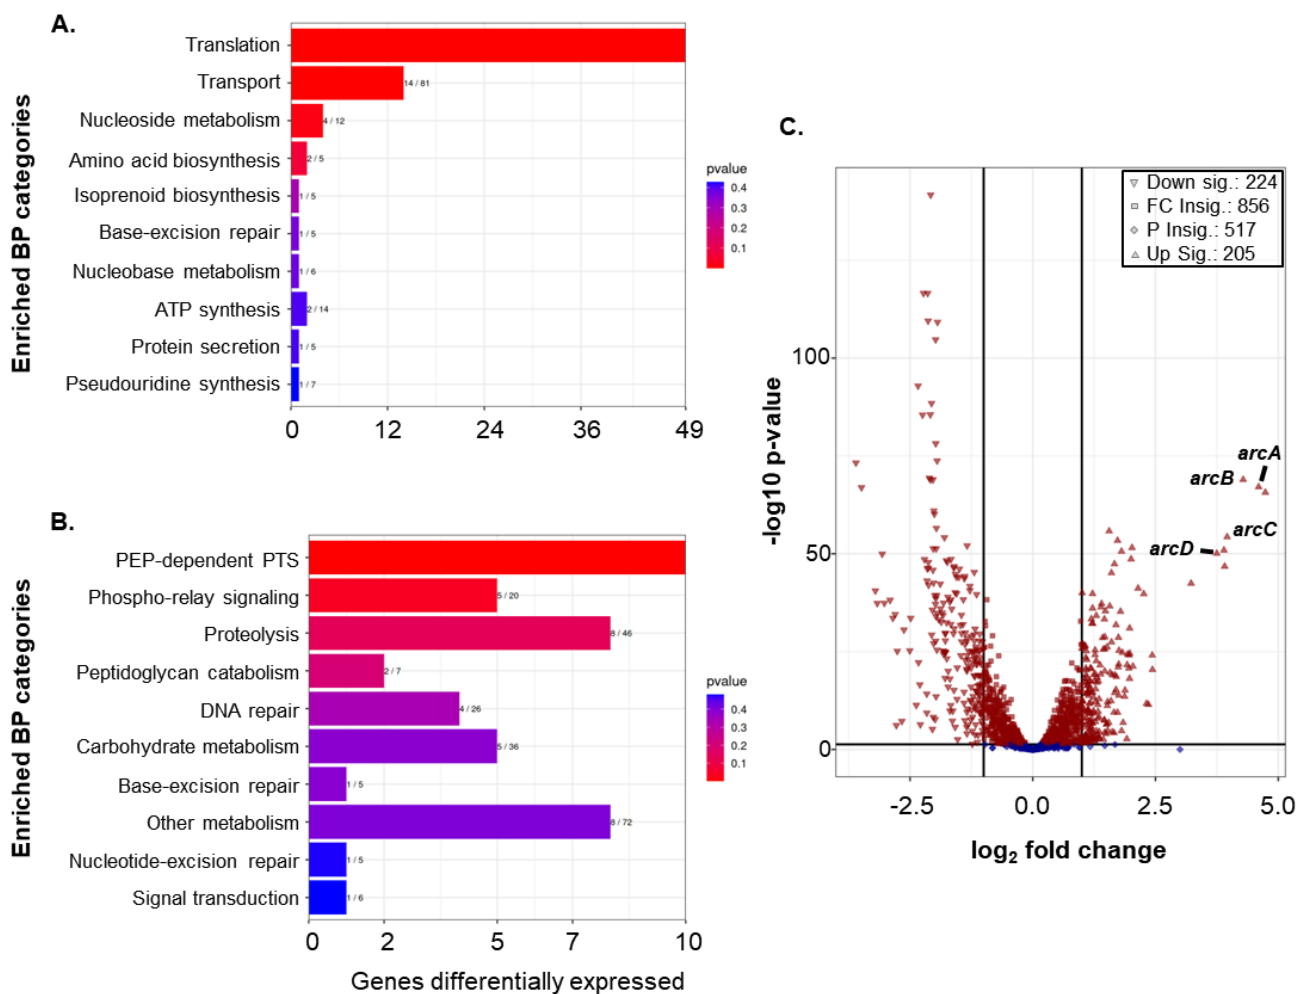 A.
Enriched BP categories
Translation
Transport
14 / 81
Nucleoside metabolism
4 / 12
Amino acid biosynthesis
2 / 5
Isoprenoid biosynthesis
1 / 5
Base-excision repair
1 / 5
Nucleobase metabolism
1 / 6
ATP synthesis
2 / 14
Protein secretion
1 / 5
Pseudouridine synthesis
1 / 7
0 12 24 36 49
pvalue
0.4
0.3
0.2
0.1
B.
Enriched BP categories
PEP-dependent PTS
Phospho-relay signaling
5 / 20
Proteolysis
8 / 46
Peptidoglycan catabolism
2 / 7
DNA repair
4 / 26
Carbohydrate metabolism
5 / 36
Base-excision repair
1 / 5
Other metabolism
8 / 72
Nucleotide-excision repair
1 / 5
Signal transduction
1 / 6
0 2 5 7 10
Genes differentially expressed
pvalue
0.4
0.3
0.2
0.1
C.
Down sig.: 224
FC Insig.: 856
P Insig.: 517
Up Sig.: 205
-log10 p-value
100
50
0
arcA
arcB
arcC
arcD
-2.5 0.0 2.5 5.0
log₂ fold change